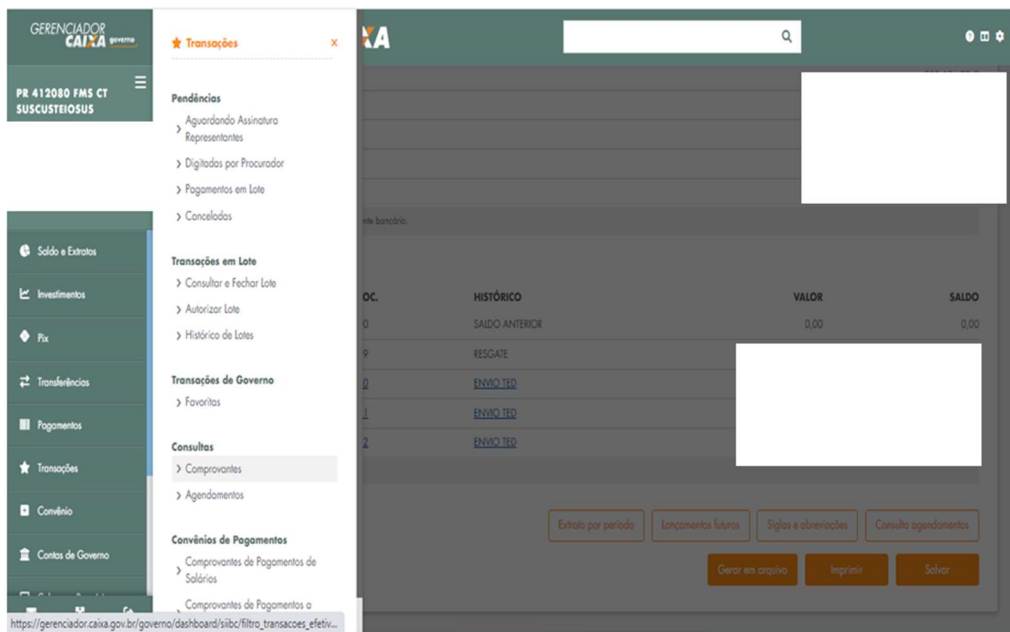 GERENCIADOR
CAIXA governo
PR 412080 FMS CT
SUSCUSTEIOSUS
Saldo e Extratos
Investimentos
Pix
Transferências
Pagamentos
Transações
Convênio
Contas de Governo
Transações X
Pendências
Aguardando Assinatura
Representantes
Digitadas por Procurador
Pagamentos em Lote
Canceladas
Transações em Lote
Consultar e Fechar Lote
Autorizar Lote
Histórico de Lotes
Transações de Governo
Favoritas
Consultas
Comprovantes
Agendamentos
Convênios de Pagamentos
Comprovantes de Pagamentos de
Salários
Comprovantes de Pagamentos a
XA
nte bancário.
OC. HISTÓRICO VALOR SALDO
0 SALDO ANTERIOR 0,00 0,00
9 RESGATE
0 ENVIO TED
1 ENVIO TED
2 ENVIO TED
Extrato por período Lançamentos futuros Siglas e abreviações Consulta agendamentos
Gerar em arquivo Imprimir Salvar
https://gerenciador.caixa.gov.br/governo/dashboard/siibc/filtro_transacoes_efetiv...